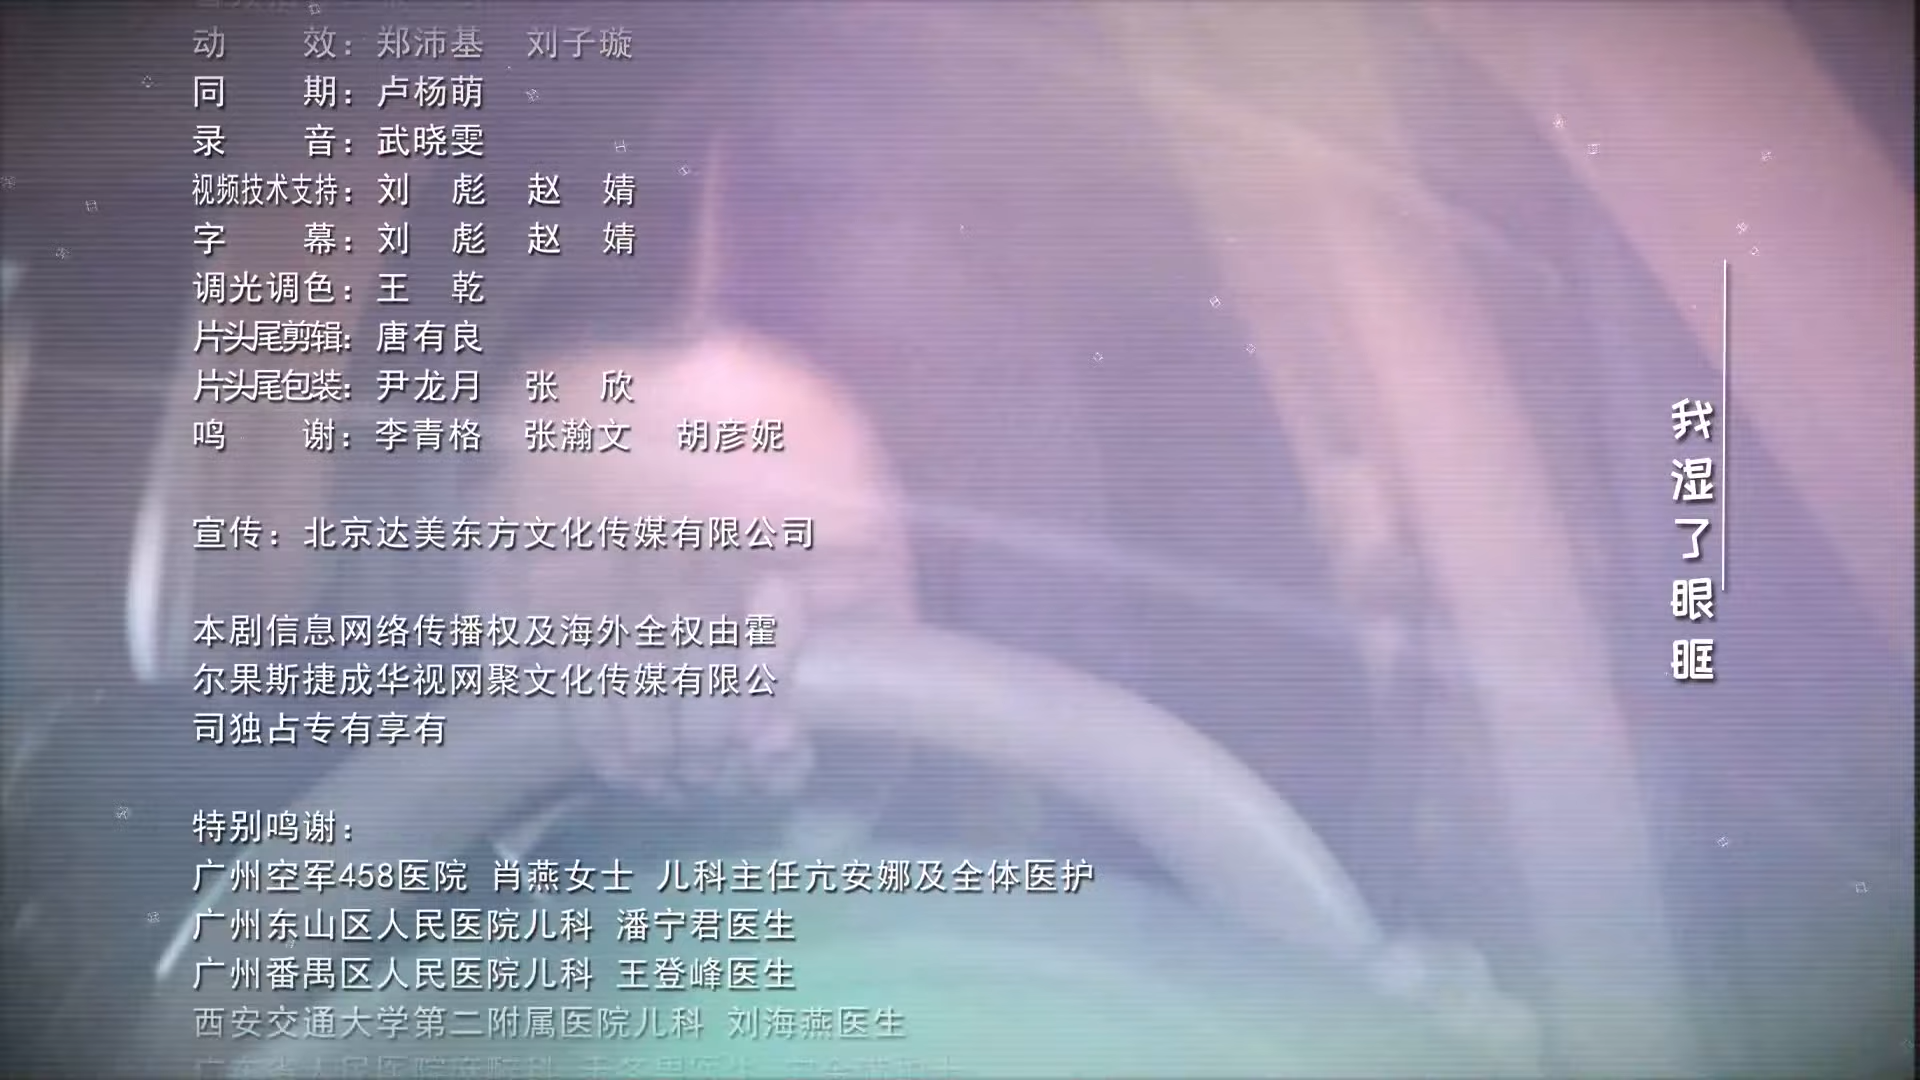 动 效：郑沛基 刘子璇
同 期：卢杨萌
录 音：武晓雯
视频技术支持：刘 彪 赵 婧
字 幕：刘 彪 赵 婧
调光调色：王 乾
片头尾剪辑：唐有良
片头尾包装：尹龙月 张 欣
鸣 谢：李青格 张瀚文 胡彦妮
宣传：北京达美东方文化传媒有限公司
本剧信息网络传播权及海外全权由霍
尔果斯捷成华视网聚文化传媒有限公
司独占专有享有
特别鸣谢：
广州空军458医院 肖燕女士 儿科主任亢安娜及全体医护
广州东山区人民医院儿科 潘宁君医生
广州番禺区人民医院儿科 王登峰医生
西安交通大学第二附属医院儿科 刘海燕医生
我湿了眼眶